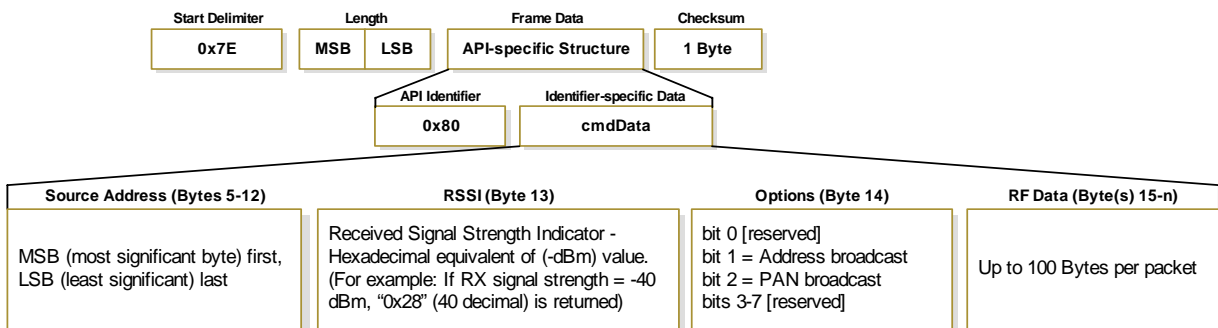 Start Delimiter Length Frame Data Checksum
0x7E MSB LSB API-specific Structure 1 Byte
API Identifier Identifier-specific Data
0x80 cmdData
Source Address (Bytes 5-12) RSSI (Byte 13) Options (Byte 14) RF Data (Byte(s) 15-n)
MSB (most significant byte) first,
LSB (least significant) last
Received Signal Strength Indicator -
Hexadecimal equivalent of (-dBm) value.
(For example: If RX signal strength = -40
dBm, “0x28” (40 decimal) is returned)
bit 0 [reserved]
bit 1 = Address broadcast
bit 2 = PAN broadcast
bits 3-7 [reserved]
Up to 100 Bytes per packet